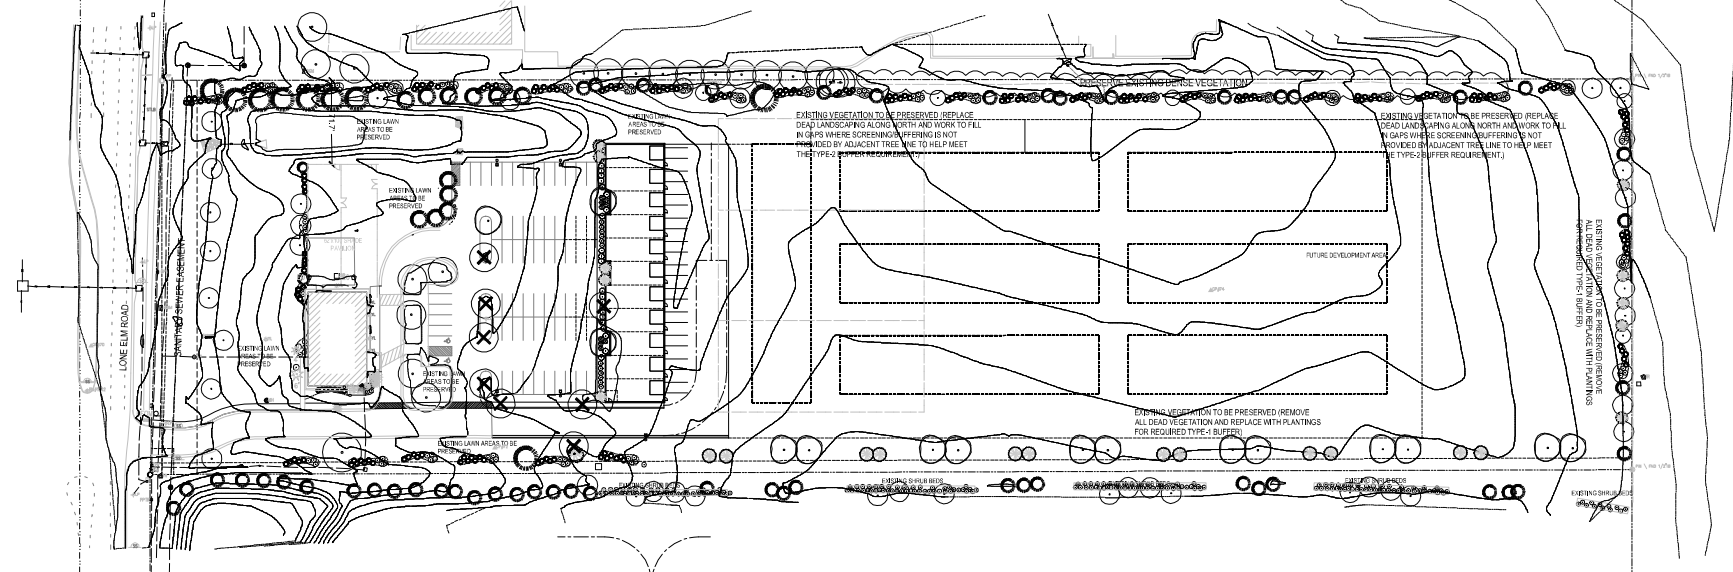 PRESERVE EXISTING DENSE VEGETATION
EXISTING VEGETATION TO BE PRESERVED (REPLACE
DEAD LANDSCAPING ALONG NORTH AND WORK TO FILL
IN GAPS WHERE SCREENING/BUFFERING IS NOT
PROVIDED BY ADJACENT TREE LINE TO HELP MEET
THE TYPE-2 BUFFER REQUIREMENT.)
EXISTING VEGETATION TO BE PRESERVED (REPLACE
DEAD LANDSCAPING ALONG NORTH AND WORK TO FILL
IN GAPS WHERE SCREENING/BUFFERING IS NOT
PROVIDED BY ADJACENT TREE LINE TO HELP MEET
THE TYPE-2 BUFFER REQUIREMENT.)
EXISTING LAWN
AREAS TO BE
PRESERVED
EXISTING LAWN
AREAS TO BE
PRESERVED
EXISTING LAWN
AREAS TO BE
PRESERVED
LONE ELM ROAD
SANITARY SEWER EASEMENT
FUTURE DEVELOPMENT AREA
EXISTING VEGETATION TO BE PRESERVED (REMOVE
ALL DEAD VEGETATION AND REPLACE WITH PLANTINGS
FOR REQUIRED TYPE-1 BUFFER)
EXISTING LAWN
AREAS TO BE
PRESERVED
EXISTING LAWN
AREAS TO BE
PRESERVED
EXISTING VEGETATION TO BE PRESERVED (REMOVE
ALL DEAD VEGETATION AND REPLACE WITH PLANTINGS
FOR REQUIRED TYPE-1 BUFFER)
EXISTING LAWN AREAS TO BE
PRESERVED
EXISTING SHRUB BEDS
EXISTING SHRUB BEDS
EXISTING SHRUB BEDS
EXISTING SHRUB BEDS